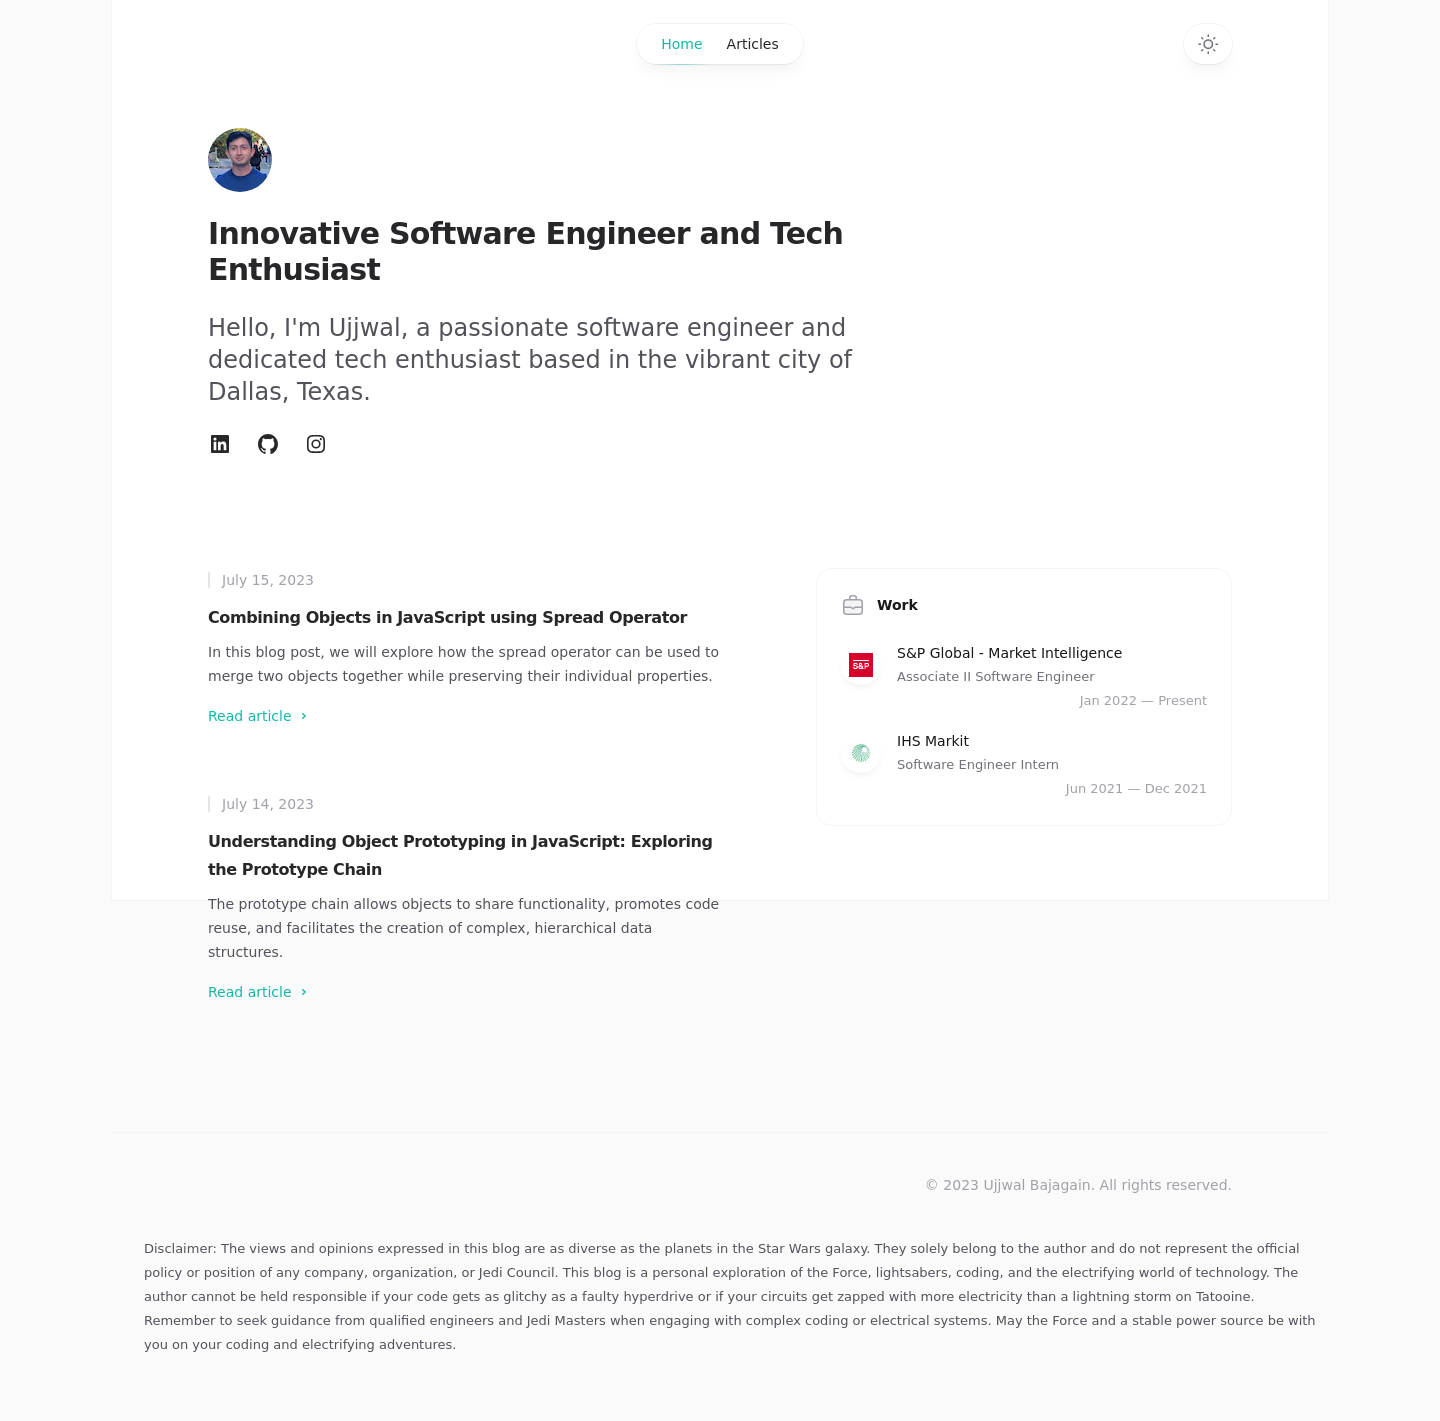 Home Articles
Innovative Software Engineer and Tech
Enthusiast
Hello, I'm Ujjwal, a passionate software engineer and
dedicated tech enthusiast based in the vibrant city of
Dallas, Texas.
July 15, 2023
Combining Objects in JavaScript using Spread Operator
In this blog post, we will explore how the spread operator can be used to
merge two objects together while preserving their individual properties.
Read article
July 14, 2023
Understanding Object Prototyping in JavaScript: Exploring
the Prototype Chain
The prototype chain allows objects to share functionality, promotes code
reuse, and facilitates the creation of complex, hierarchical data
structures.
Read article
Work
S&P
S&P Global - Market Intelligence
Associate II Software Engineer
Jan 2022 — Present
IHS Markit
Software Engineer Intern
Jun 2021 — Dec 2021
© 2023 Ujjwal Bajagain. All rights reserved.
Disclaimer: The views and opinions expressed in this blog are as diverse as the planets in the Star Wars galaxy. They solely belong to the author and do not represent the official
policy or position of any company, organization, or Jedi Council. This blog is a personal exploration of the Force, lightsabers, coding, and the electrifying world of technology. The
author cannot be held responsible if your code gets as glitchy as a faulty hyperdrive or if your circuits get zapped with more electricity than a lightning storm on Tatooine.
Remember to seek guidance from qualified engineers and Jedi Masters when engaging with complex coding or electrical systems. May the Force and a stable power source be with
you on your coding and electrifying adventures.